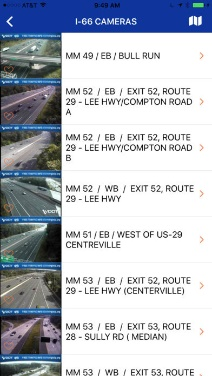 AT&T
9:49 AM
I-66 CAMERAS
MM 49 / EB / BULL RUN
MM 52 / EB / EXIT 52, ROUTE
29 - LEE HWY/COMPTON ROAD
A
MM 52 / EB / EXIT 52, ROUTE
29 - LEE HWY/COMPTON ROAD
B
MM 52 / WB / EXIT 52, ROUTE
29 - LEE HWY
MM 51 / EB / WEST OF US-29
CENTREVILLE
MM 53 / EB / EXIT 52, ROUTE
29 - LEE HWY (CENTERVILLE)
MM 53 / EB / EXIT 53, ROUTE
28 - SULLY RD ( MEDIAN)
MM 53 / WB / EXIT 53, ROUTE